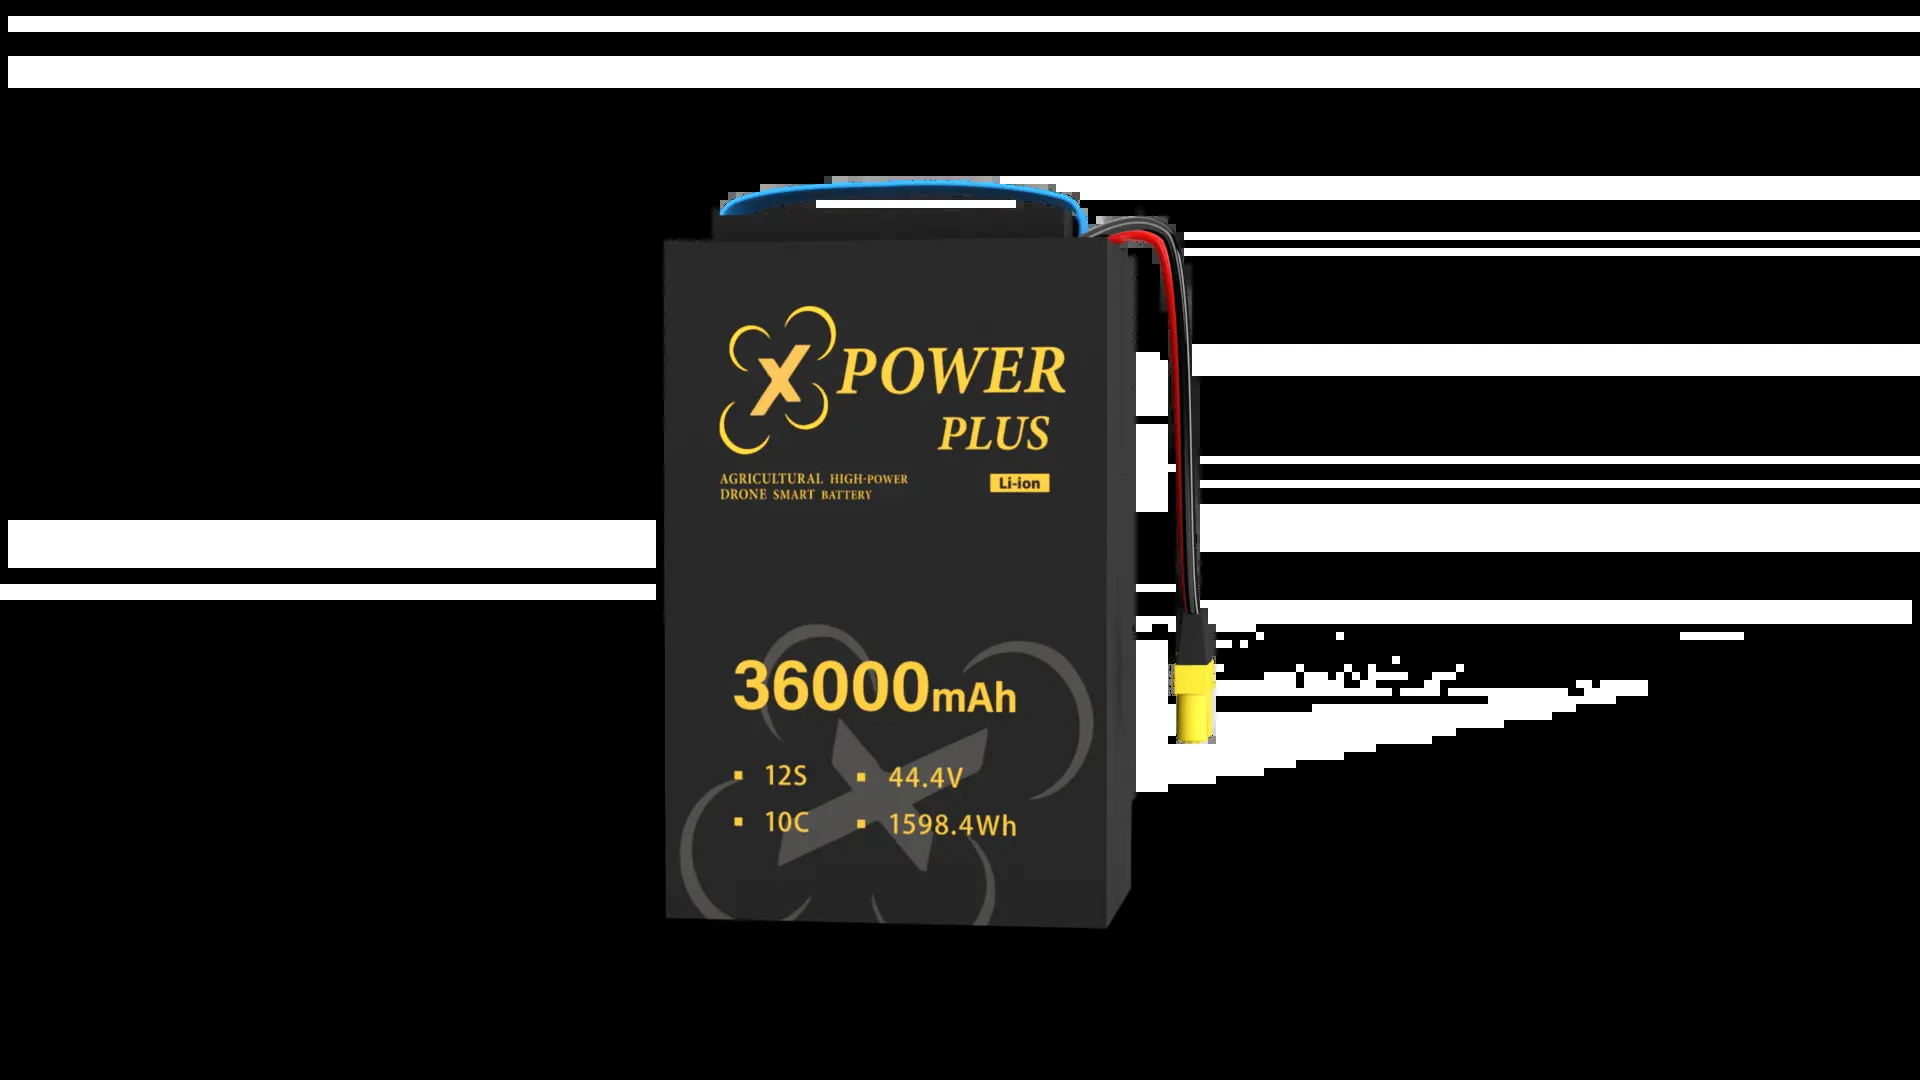 X POWER
PLUS
AGRICULTURAL HIGH-POWER
DRONE SMART BATTERY
Li-ion
36000mAh
12S
44.4V
10C
1598.4Wh